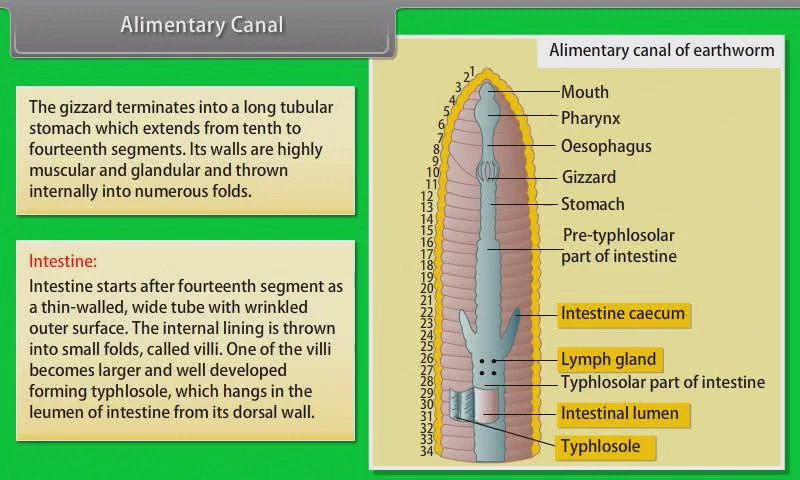 Alimentary Canal
The gizzard terminates into a long tubular
stomach which extends from tenth to
fourteenth segments. Its walls are highly
muscular and glandular and thrown
internally into numerous folds.
Intestine:
Intestine starts after fourteenth segment as
a thin-walled, wide tube with wrinkled
outer surface. The internal lining is thrown
into small folds, called villi. One of the villi
becomes larger and well developed
forming typhlosole, which hangs in the
leumen of intestine from its dorsal wall.
Alimentary canal of earthworm
1
2
3
4
5
6
7
8
9
10
11
12
13
14
15
16
17
18
19
20
21
22
23
24
25
26
27
28
29
30
31
32
33
34
Mouth
Pharynx
Oesophagus
Gizzard
Stomach
Pre-typhlosolar
part of intestine
Intestine caecum
Lymph gland
Typhlosolar part of intestine
Intestinal lumen
Typhlosole